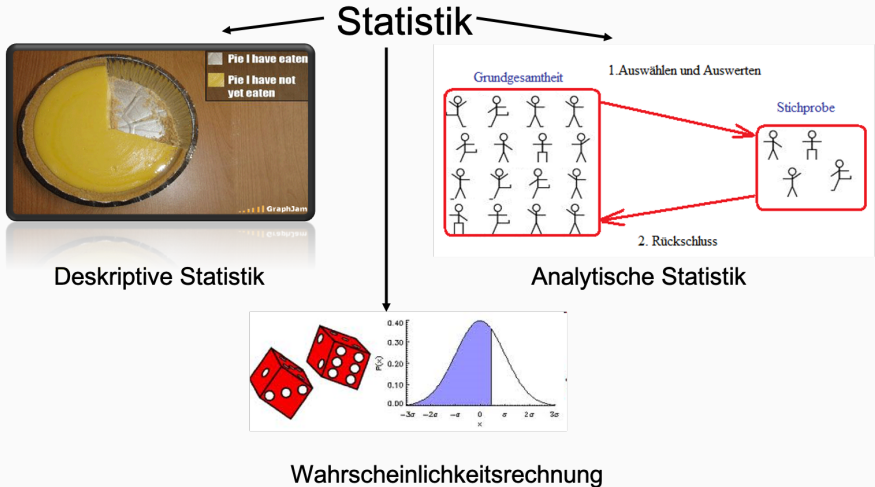 Statistik
Pie I have eaten
Pie I have not
yet eaten
GraphJam
Deskriptive Statistik
1.Auswählen und Auswerten
Grundgesamtheit
Stichprobe
2. Rückschluss
Analytische Statistik
P(x)
0.40
0.30
0.20
0.10
0.00
-3σ -2σ -σ 0 σ 2σ 3σ
x
Wahrscheinlichkeitsrechnung